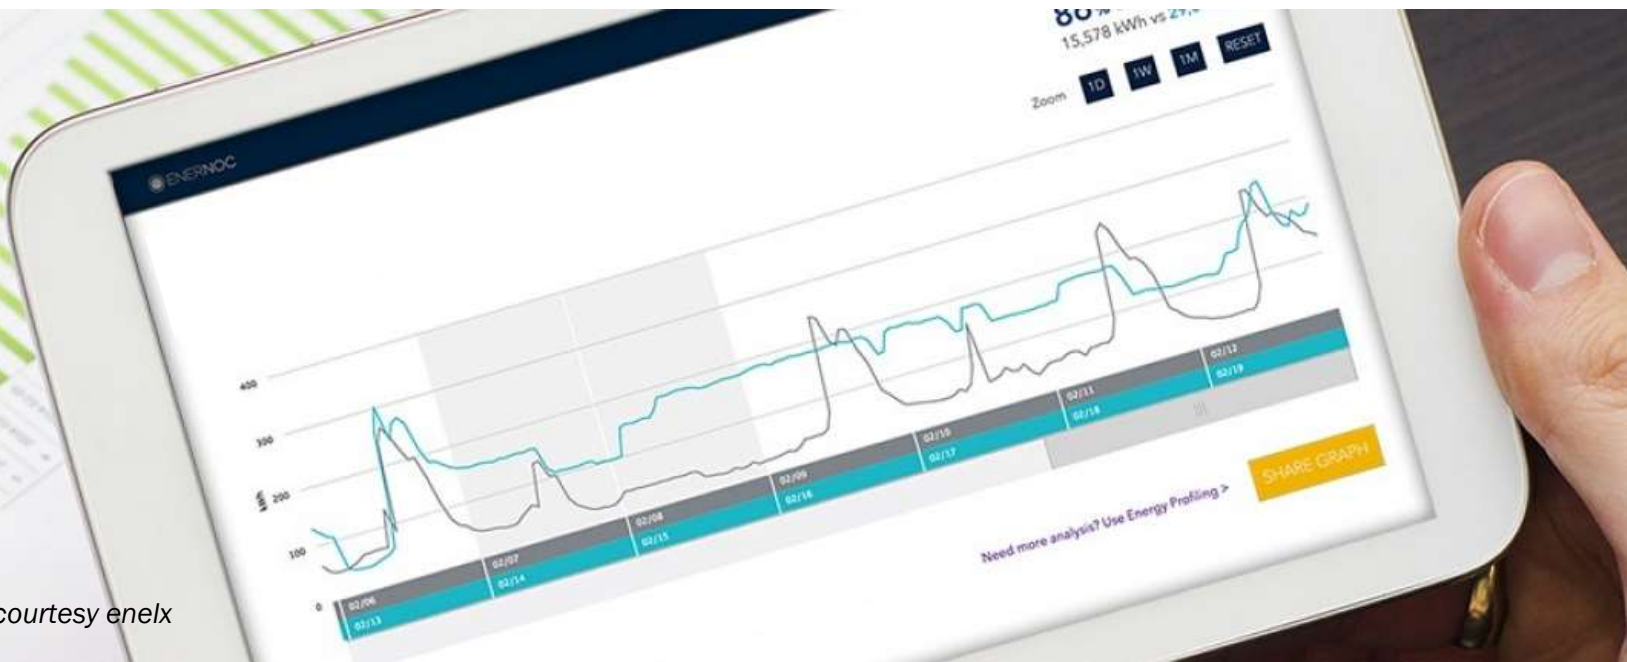 ENERNOC
15,578 kWh vs
Zoom 1D 1W 1M RESET
400
300
200
100
0
kWh
02/06 02/07 02/08 02/09 02/10 02/11 02/12
02/13 02/14 02/15 02/16 02/17 02/18 02/19
Need more analysis? Use Energy Profiling >
SHARE GRAPH
courtesy enelx